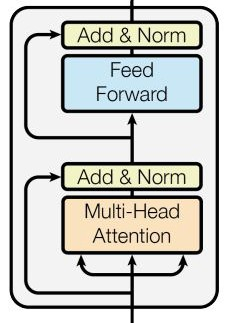 Add & Norm
Feed
Forward
Add & Norm
Multi-Head
Attention